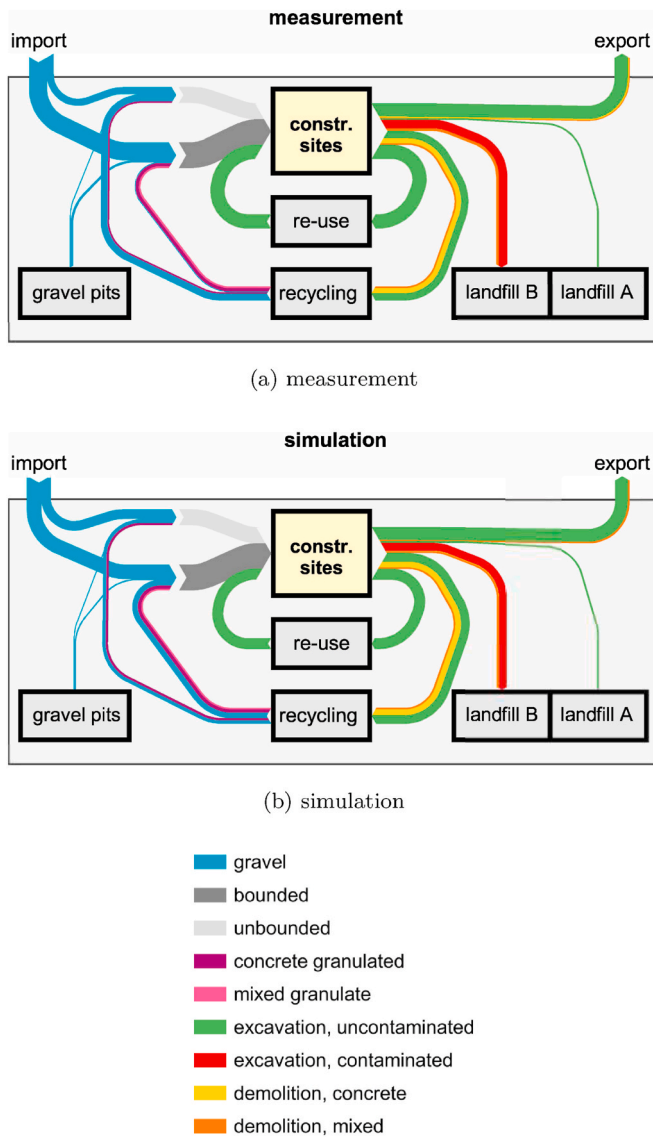 measurement
import
export
constr.
sites
re-use
gravel pits
recycling
landfill B
landfill A
(a) measurement
simulation
import
export
constr.
sites
re-use
gravel pits
recycling
landfill B
landfill A
(b) simulation
gravel
bounded
unbounded
concrete granulated
mixed granulate
excavation, uncontaminated
excavation, contaminated
demolition, concrete
demolition, mixed